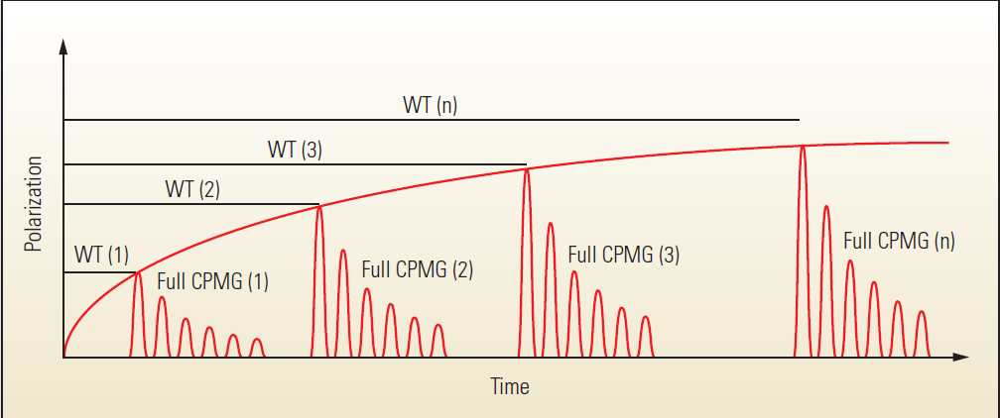 WT (n)
WT (3)
WT (2)
WT (1)
Full CPMG (1)
Full CPMG (2)
Full CPMG (3)
Full CPMG (n)
Polarization
Time